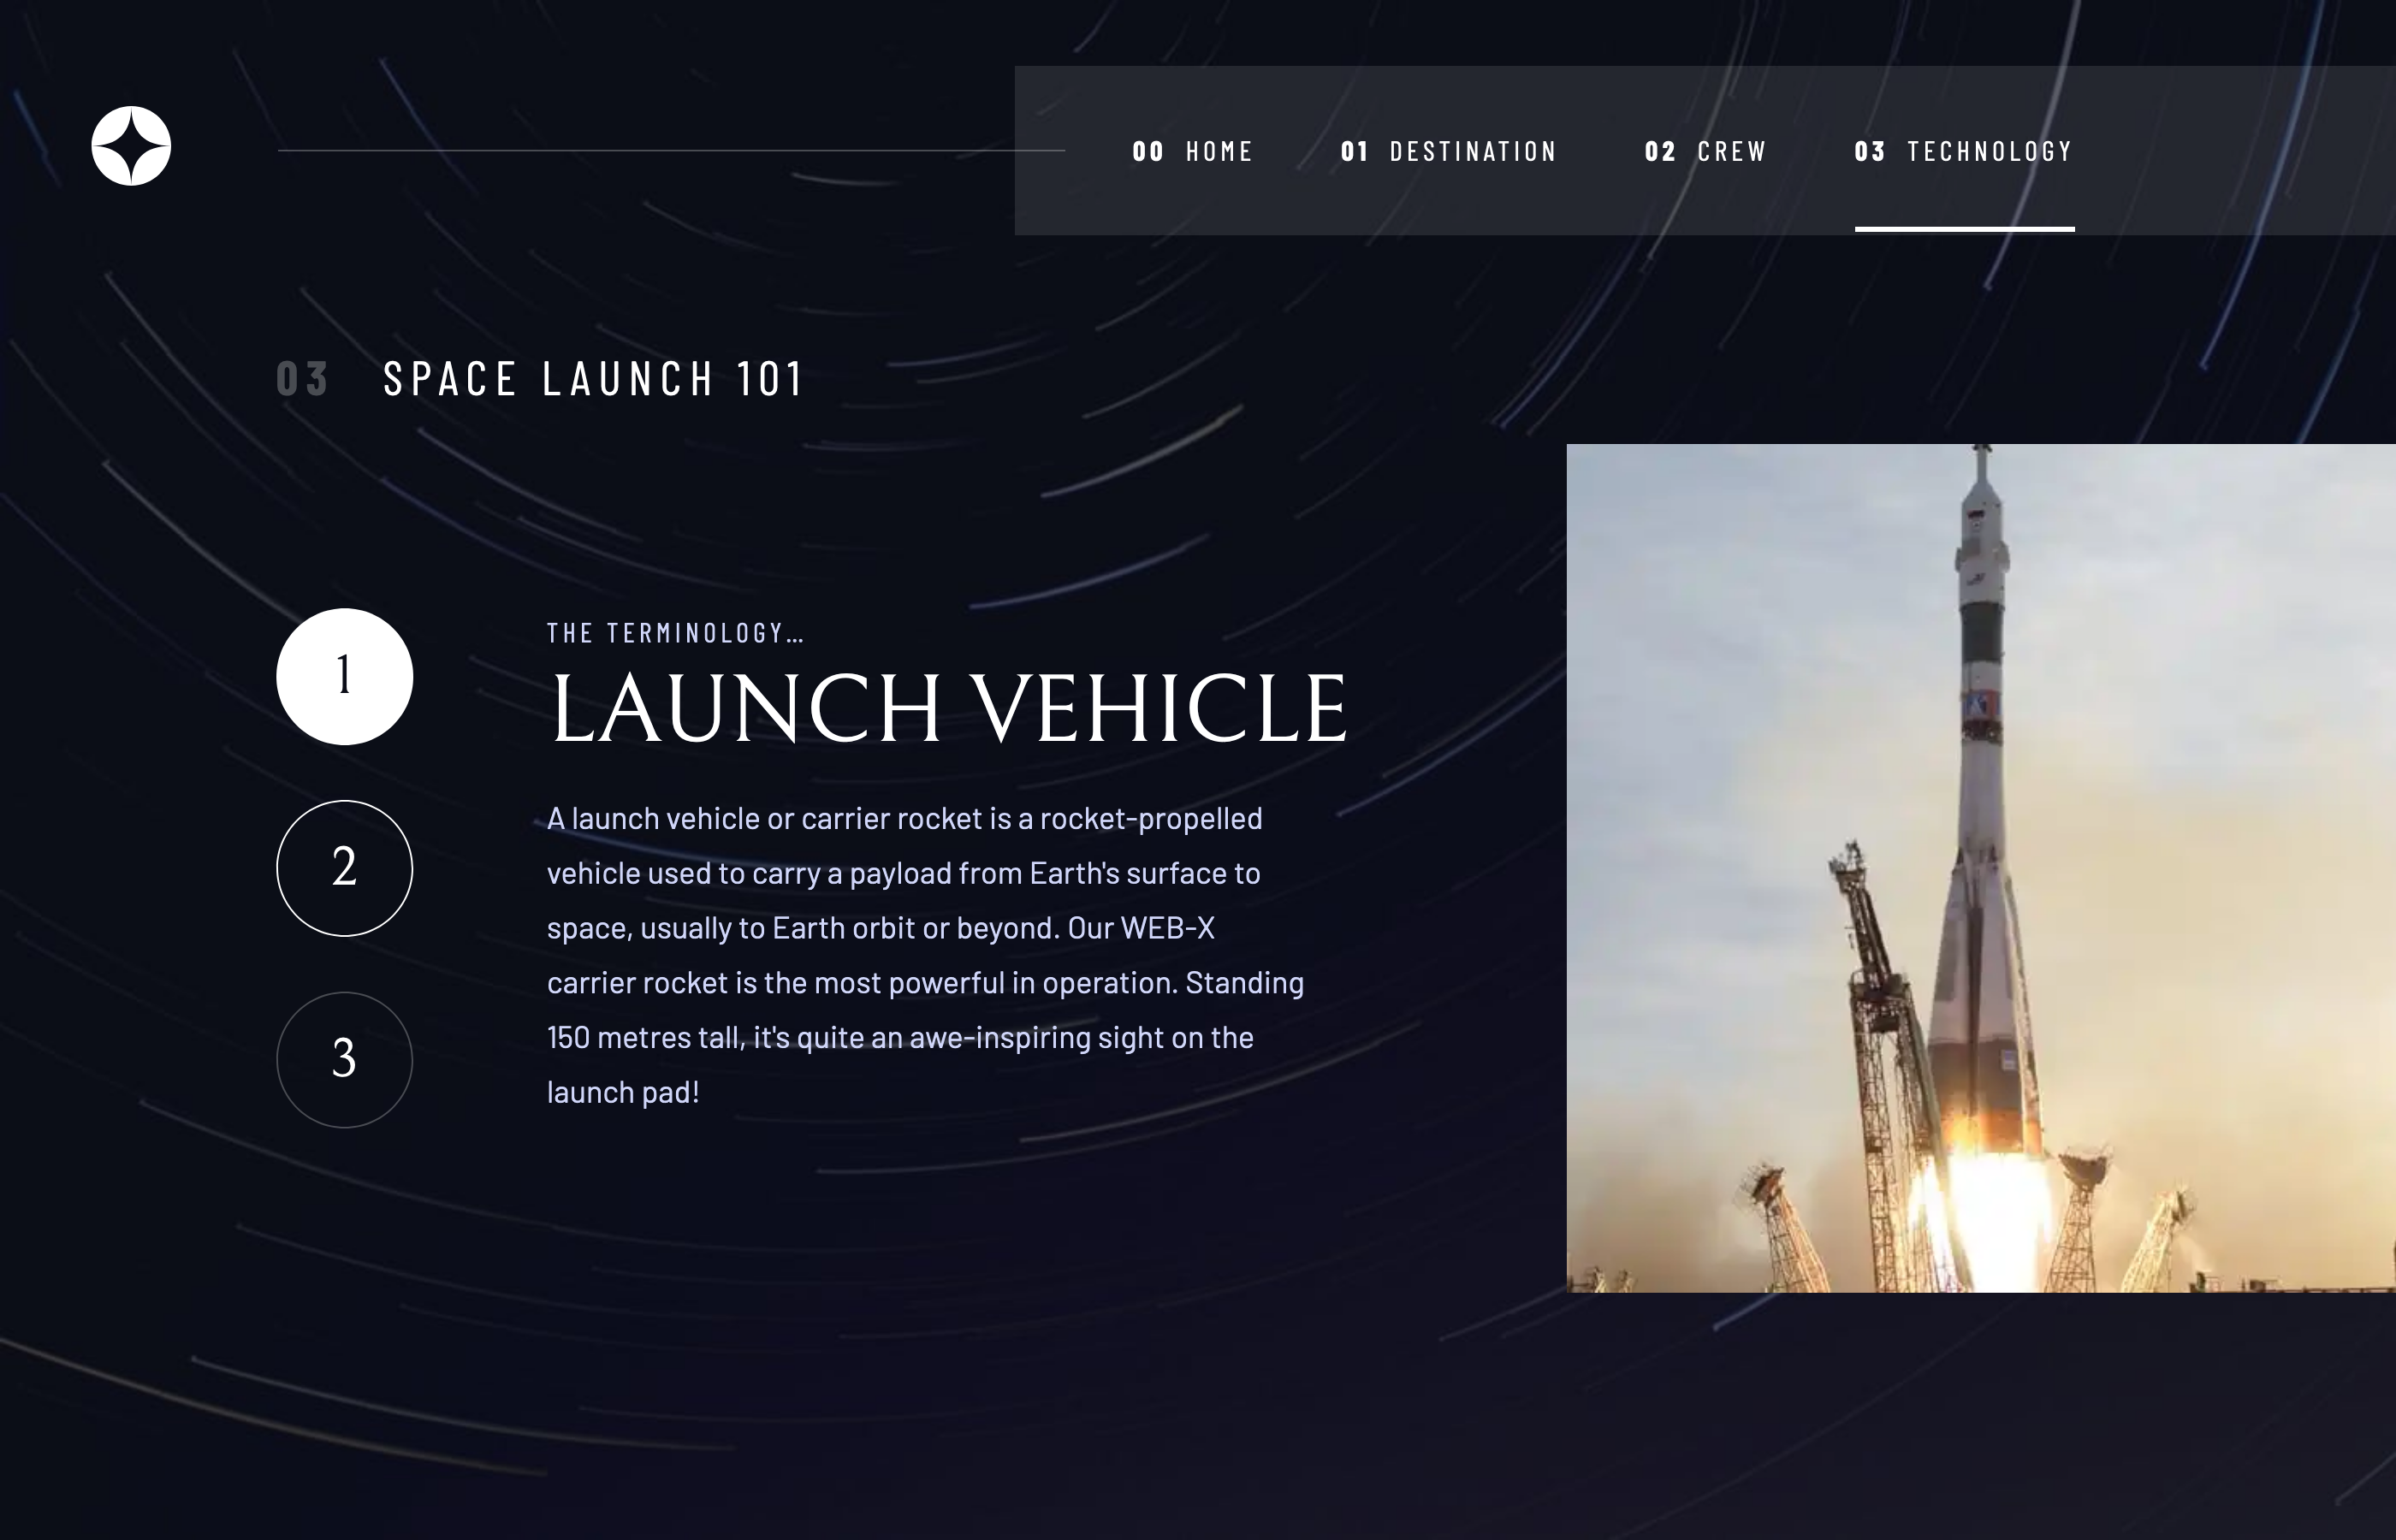 00 HOME 01 DESTINATION 02 CREW 03 TECHNOLOGY
03 SPACE LAUNCH 101
1
2
3
THE TERMINOLOGY...
LAUNCH VEHICLE
A launch vehicle or carrier rocket is a rocket-propelled
vehicle used to carry a payload from Earth's surface to
space, usually to Earth orbit or beyond. Our WEB-X
carrier rocket is the most powerful in operation. Standing
150 metres tall, it's quite an awe-inspiring sight on the
launch pad!